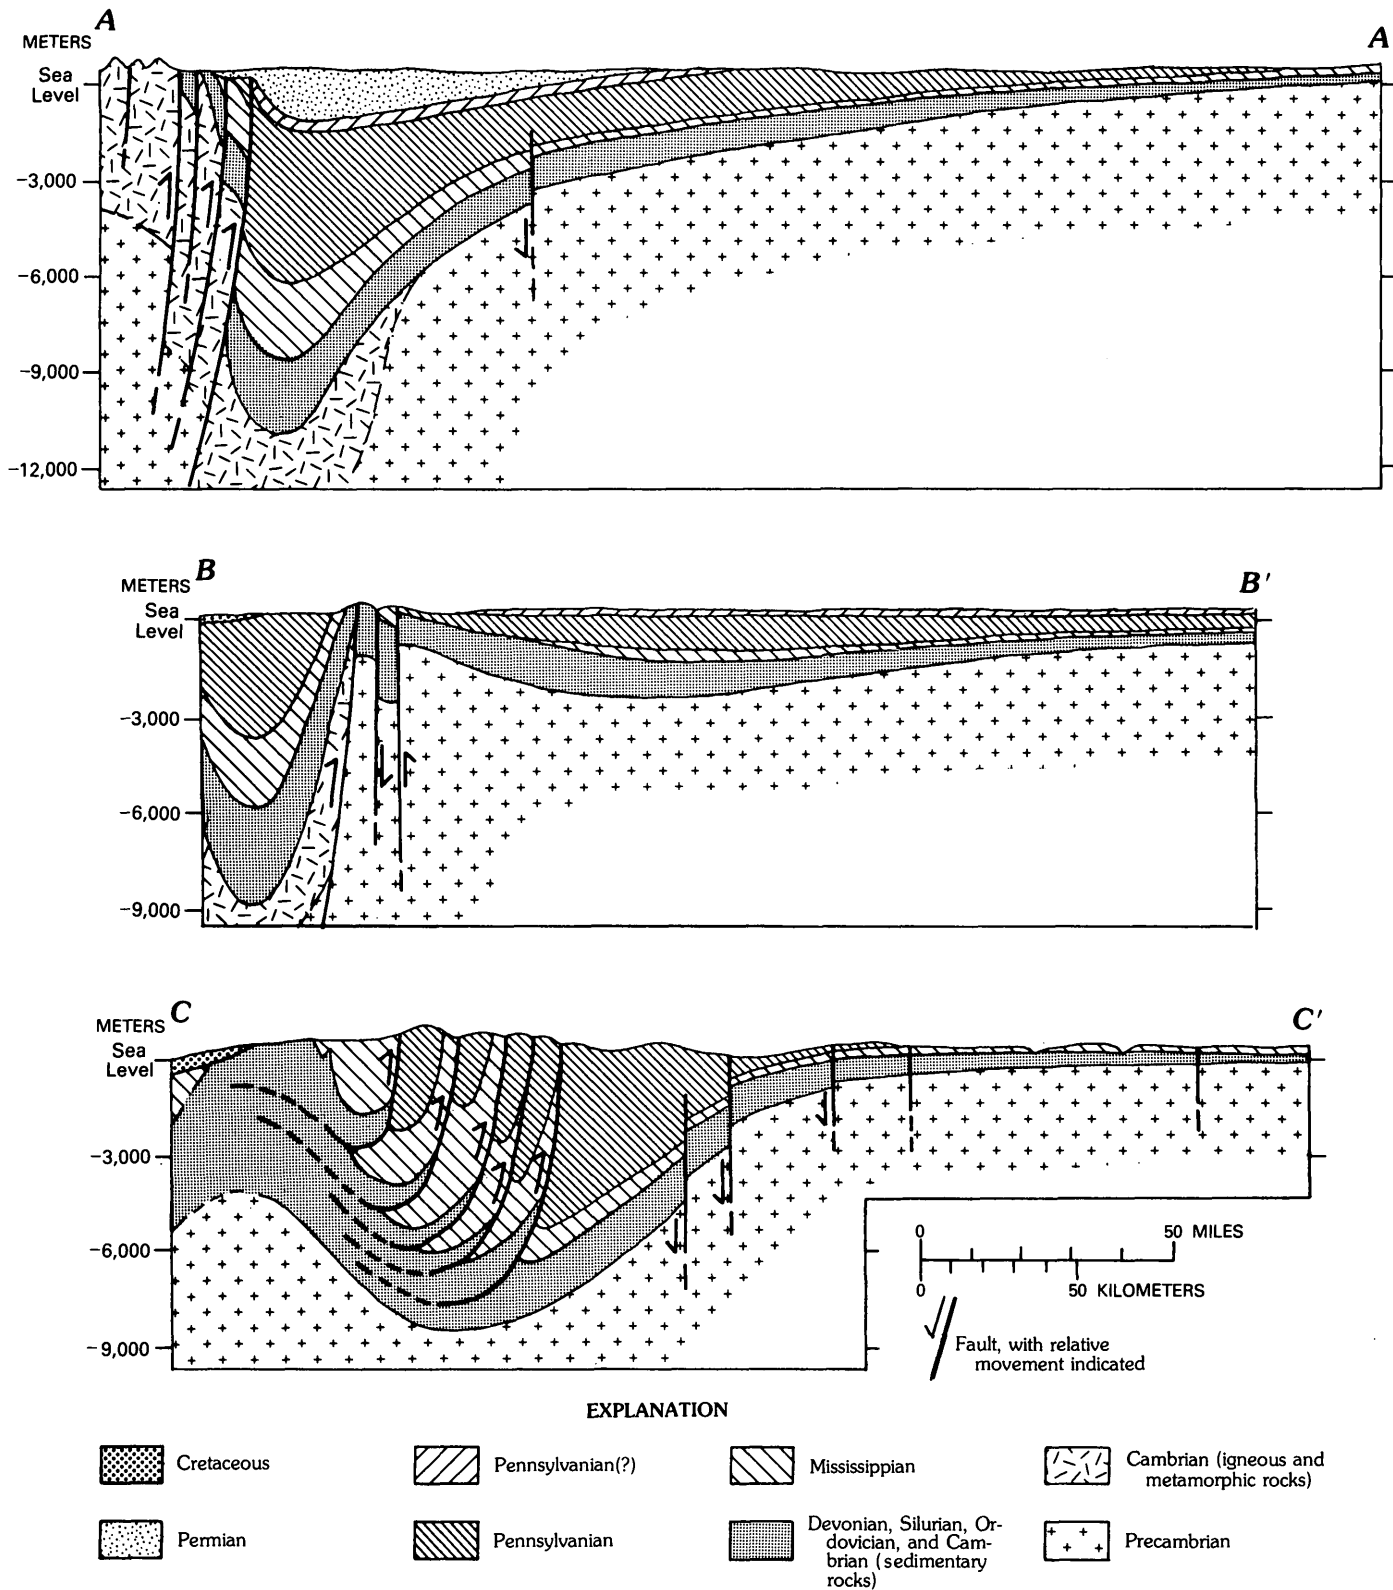 A
A
METERS
Sea
Level
−3,000
−6,000
−9,000
−12,000
B
B'
METERS
Sea
Level
−3,000
−6,000
−9,000
C
C'
METERS
Sea
Level
−3,000
−6,000
−9,000
0 50 MILES
0 50 KILOMETERS
Fault, with relative
movement indicated
EXPLANATION
Cretaceous
Pennsylvanian(?)
Mississippian
Cambrian (igneous and
metamorphic rocks)
Permian
Pennsylvanian
Devonian, Silurian, Or-
dovician, and Cam-
brian (sedimentary
rocks)
Precambrian